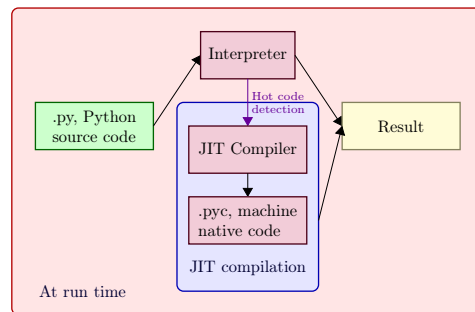 Interpreter
Hot code
detection
.py, Python
source code
JIT Compiler
Result
.pyc, machine
native code
JIT compilation
At run time